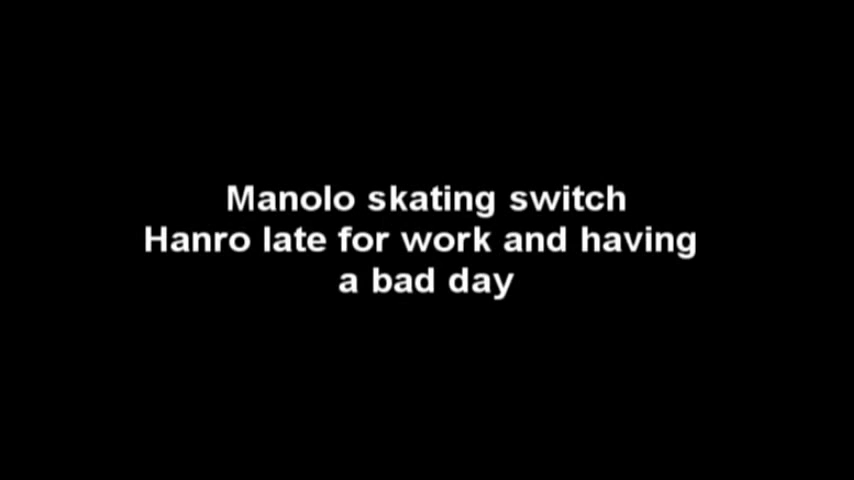 Manolo skating switch
Hanro late for work and having
a bad day